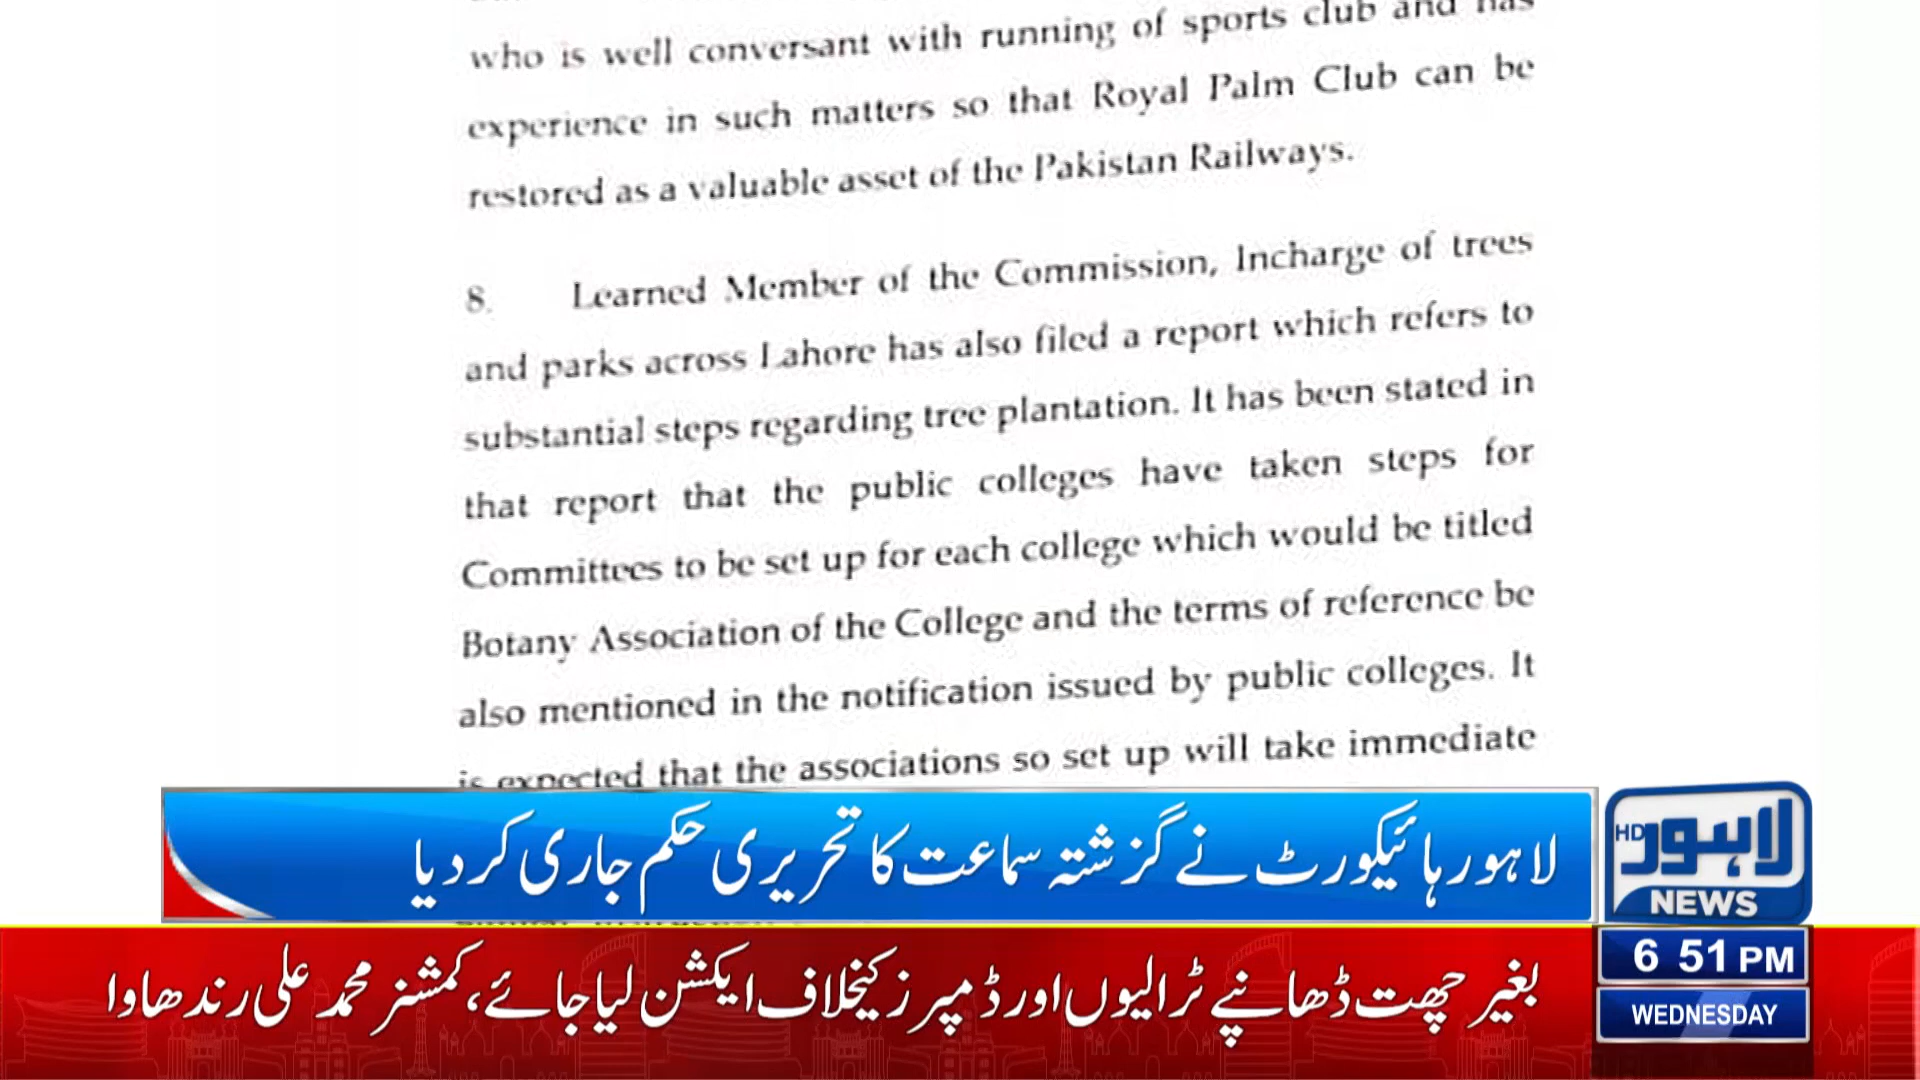 who is well conversant with running of sports club and has
experience in such matters so that Royal Palm Club can be
restored as a valuable asset of the Pakistan Railways.
8. Learned Member of the Commission, Incharge of trees
and parks across Lahore has also filed a report which refers to
substantial steps regarding tree plantation. It has been stated in
that report that the public colleges have taken steps for
Committees to be set up for each college which would be titled
Botany Association of the College and the terms of reference be
also mentioned in the notification issued by public colleges. It
is expected that the associations so set up will take immediate
لاہور ہائیکورٹ نے گزشتہ سماعت کا تحریری حکم جاری کر دیا
HD لاہور
NEWS
بغیر چھت ڈھانپے ٹرالیوں اور ڈمپرز کیخلاف ایکشن لیا جائے، کمشنر محمد علی رندھاوا
6 51 PM
WEDNESDAY